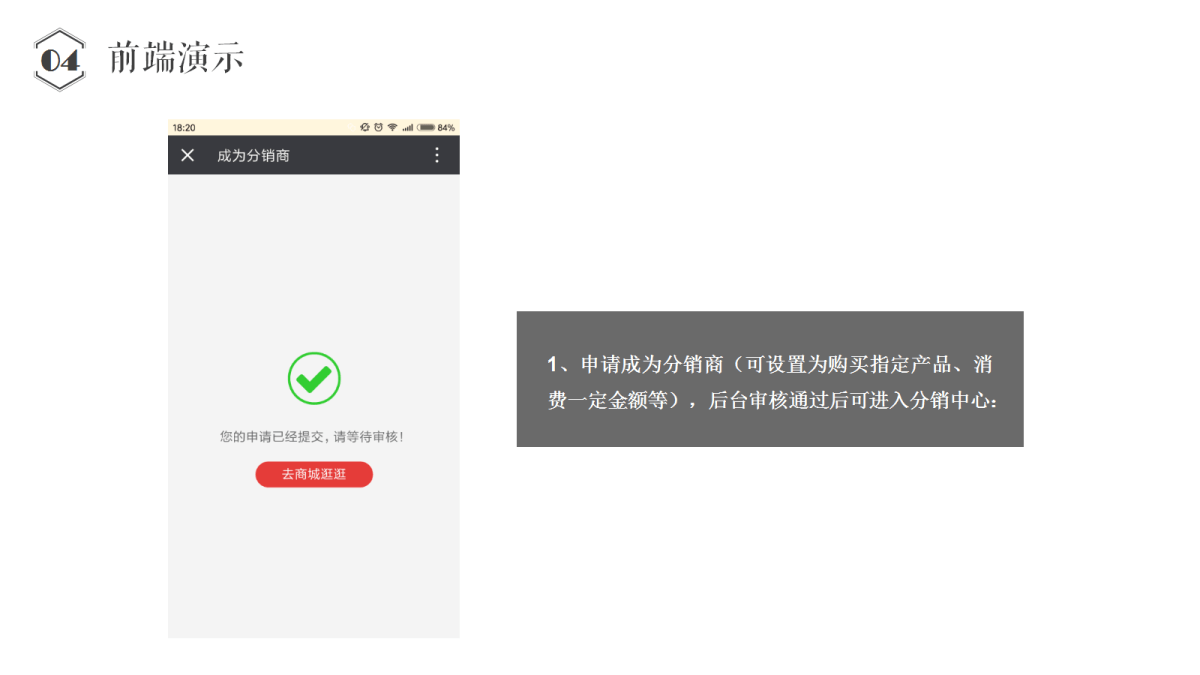 04 前端演示
18:20 84%
成为分销商
您的申请已经提交，请等待审核！
去商城逛逛
1、申请成为分销商（可设置为购买指定产品、消
费一定金额等），后台审核通过后可进入分销中心：